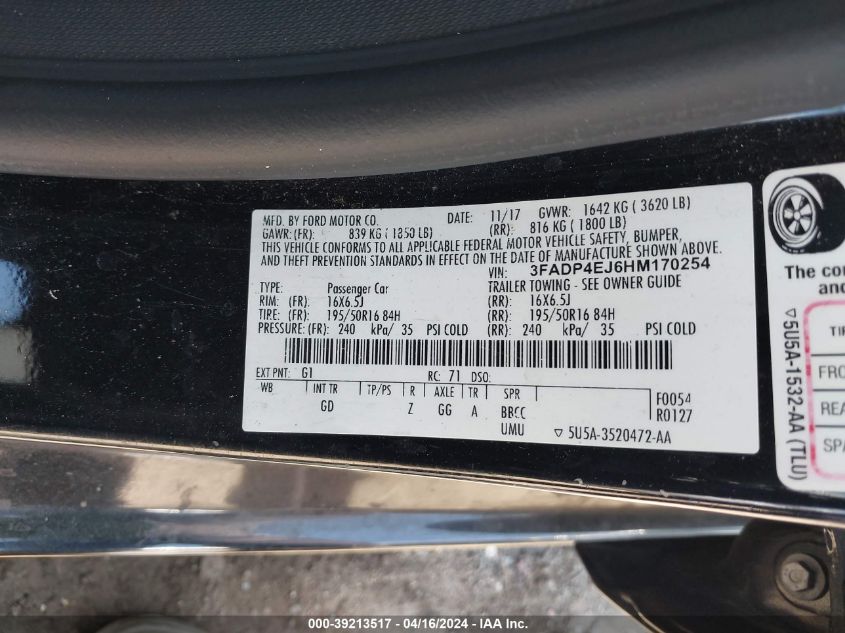 MFD. BY FORD MOTOR CO. DATE: 11/17 GVWR: 1642 KG ( 3620 LB)
GAWR: (FR): 839 KG ( 1850 LB) (RR): 816 KG ( 1800 LB)
THIS VEHICLE CONFORMS TO ALL APPLICABLE FEDERAL MOTOR VEHICLE SAFETY, BUMPER,
AND THEFT PREVENTION STANDARDS IN EFFECT ON THE DATE OF MANUFACTURE SHOWN ABOVE.
VIN: 3FADP4EJ6HM170254
TYPE: Passenger Car TRAILER TOWING - SEE OWNER GUIDE
RIM: (FR) 16X6.5J (RR): 16X6.5J
TIRE: (FR) 195/50R16 84H (RR): 195/50R16 84H
PRESSURE: (FR) 240 kPa/ 35 PSI COLD (RR): 240 kPa/ 35 PSI COLD
EXT PNT: G1 RC: 71 DSO:
WB INT TR TP/PS R AXLE TR SPR F0054
GD Z GG A BBCC R0127
UMU ▽ 5U5A-3520472-AA
The con
and
▽ 5U5A-1532-AA (TLU)
TI
FRO
REA
SPA
000-39213517 - 04/16/2024 - IAA Inc.